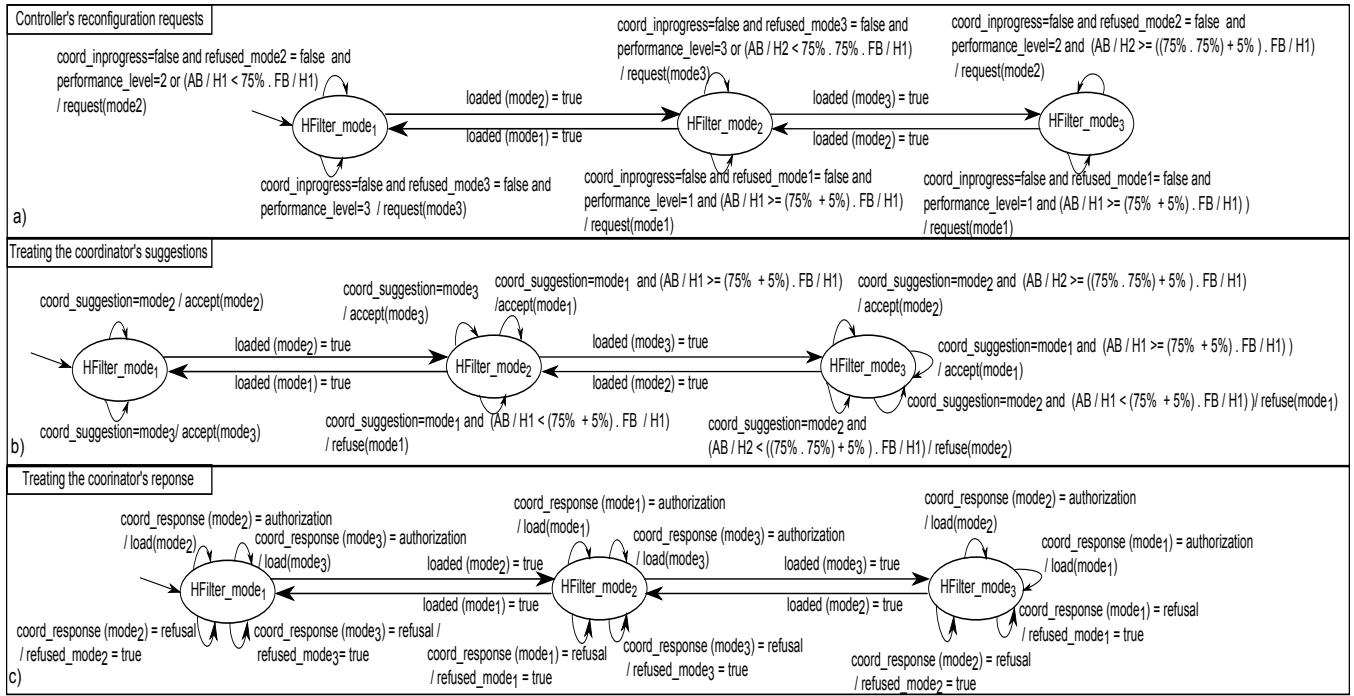 Controller's reconfiguration requests
coord_inprogress=false and refused_mode2 = false and
performance_level=2 or (AB / H1 < 75% . FB / H1)
/ request(mode2)
coord_inprogress=false and refused_mode3 = false and
performance_level=3 or (AB / H2 < 75% . 75% . FB / H1)
/ request(mode3)
coord_inprogress=false and refused_mode2 = false and
performance_level=2 and (AB / H2 >= ((75% . 75%) + 5% ) . FB / H1)
/ request(mode2)
loaded (mode2) = true
loaded (mode3) = true
HFilter_mode1
HFilter_mode2
HFilter_mode3
loaded (mode1) = true
loaded (mode2) = true
coord_inprogress=false and refused_mode3 = false and
performance_level=3 / request(mode3)
coord_inprogress=false and refused_mode1= false and
performance_level=1 and (AB / H1 >= (75% + 5%) . FB / H1)
/ request(mode1)
coord_inprogress=false and refused_mode1= false and
performance_level=1 and (AB / H1 >= (75% + 5%) . FB / H1) )
/ request(mode1)
a)
Treating the coordinator's suggestions
coord_suggestion=mode2 / accept(mode2)
coord_suggestion=mode3
/ accept(mode3)
coord_suggestion=mode1 and (AB / H1 >= (75% + 5%) . FB / H1)
/accept(mode1)
coord_suggestion=mode2 and (AB / H2 >= ((75% . 75%) + 5% ) . FB / H1)
/ accept(mode2)
loaded (mode2) = true
loaded (mode3) = true
HFilter_mode1
HFilter_mode2
HFilter_mode3
loaded (mode1) = true
loaded (mode2) = true
coord_suggestion=mode1 and (AB / H1 >= (75% + 5%) . FB / H1) )
/ accept(mode1)
coord_suggestion=mode2 and (AB / H1 < (75% + 5%) . FB / H1) )/ refuse(mode1)
coord_suggestion=mode3/ accept(mode3)
coord_suggestion=mode1 and (AB / H1 < (75% + 5%) . FB / H1)
/ refuse(mode1)
coord_suggestion=mode2 and
(AB / H2 < ((75% . 75%) + 5% ) . FB / H1) / refuse(mode2)
b)
Treating the coorinator's reponse
coord_response (mode2) = authorization
/ load(mode2)
coord_response (mode3) = authorization
/ load(mode3)
coord_response (mode1) = authorization
/ load(mode1)
coord_response (mode3) = authorization
/ load(mode3)
coord_response (mode2) = authorization
/ load(mode2)
coord_response (mode1) = authorization
/ load(mode1)
loaded (mode2) = true
loaded (mode3) = true
HFilter_mode1
HFilter_mode2
HFilter_mode3
loaded (mode1) = true
loaded (mode2) = true
coord_response (mode2) = refusal
/ refused_mode2 = true
coord_response (mode3) = refusal /
refused_mode3 = true
coord_response (mode1) = refusal
/ refused_mode1 = true
coord_response (mode3) = refusal
/ refused_mode3 = true
coord_response (mode1) = refusal
/ refused_mode1 = true
coord_response (mode2) = refusal
/ refused_mode2 = true
c)